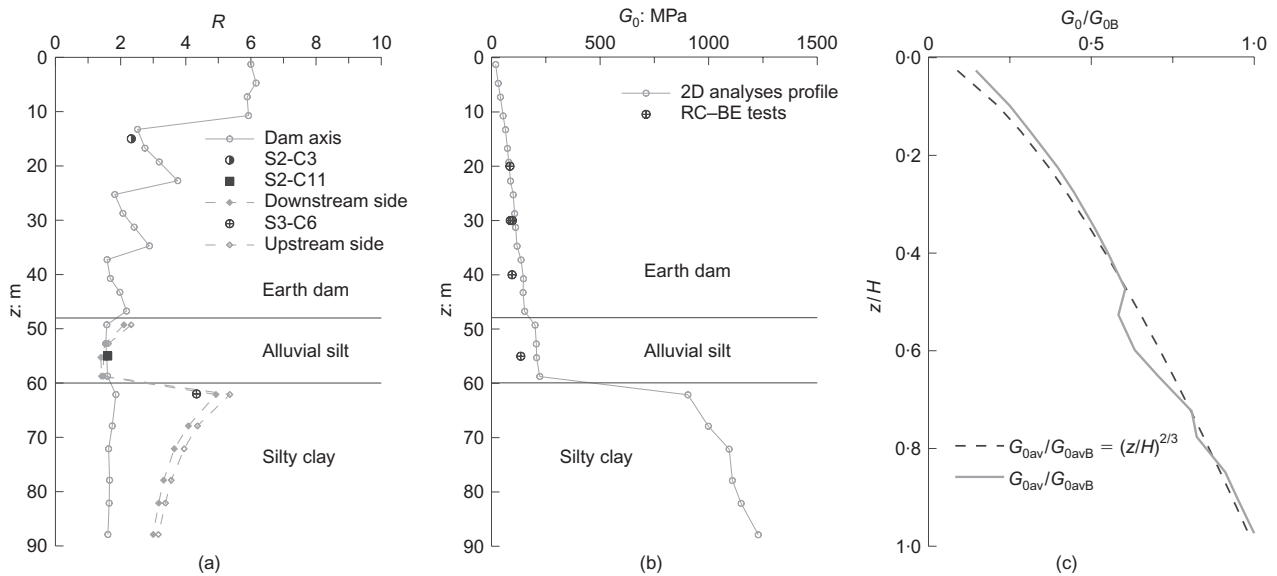 R
0 2 4 6 8 10
0
10
20
30
40
50
60
70
80
90
z: m
Dam axis
S2-C3
S2-C11
Downstream side
S3-C6
Upstream side
Earth dam
Alluvial silt
Silty clay
(a)
G0: MPa
0 500 1000 1500
0
10
20
30
40
50
60
70
80
90
z: m
2D analyses profile
RC–BE tests
Earth dam
Alluvial silt
Silty clay
(b)
G0/G0B
0 0·5 1·0
0·0
0·2
0·4
0·6
0·8
1·0
z/H
G0av/G0avB = (z/H)2/3
G0av/G0avB
(c)